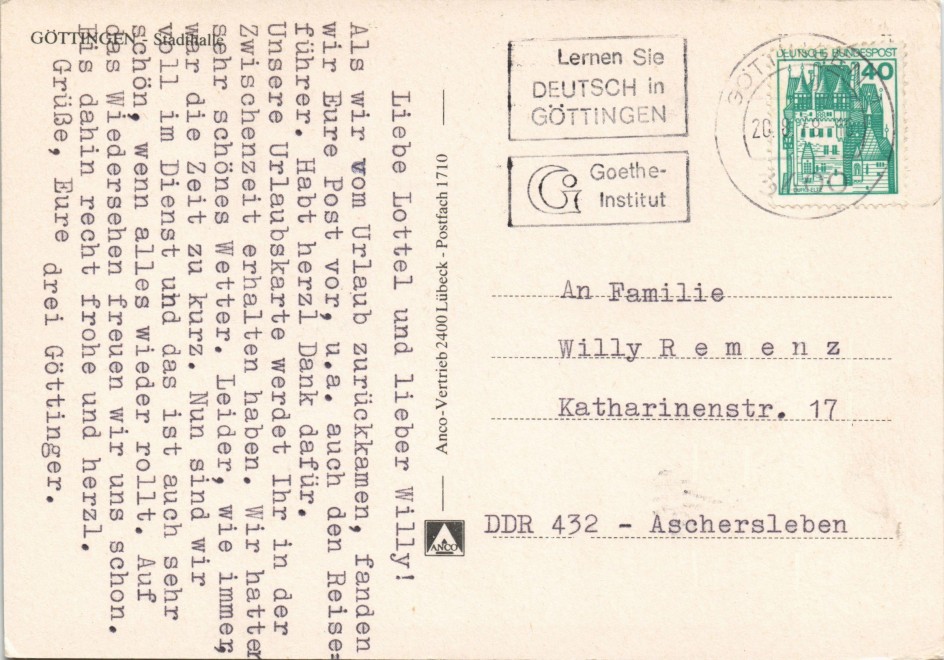 GÖTTINGEN - Stadthalle
Liebe Lottel und lieber Willy!
Als wir vom Urlaub zurückkamen, fanden
wir Eure Post vor, u.a. auch den Reise=
führer. Habt herzl Dank dafür.
Unsere Urlaubskarte werdet Ihr in der
Zwischenzeit erhalten haben. Wir hatten
sehr schönes Wetter. Leider, wie immer,
war die Zeit zu kurz. Nun sind wir
voll im Dienst und das ist auch sehr
schön, wenn alles wieder rollt. Auf
das Wiedersehen freuen wir uns schon.
Bis dahin recht frohe und herzl.
Grüße, Eure drei Göttinger.
Anco-Vertrieb 2400 Lübeck - Postfach 1710
ANCO
Lernen Sie
DEUTSCH in
GÖTTINGEN
Goethe-
Institut
DEUTSCHE BUNDESPOST
40
An Familie
Willy R e m e n z
Katharinenstr. 17
DDR 432 - Aschersleben